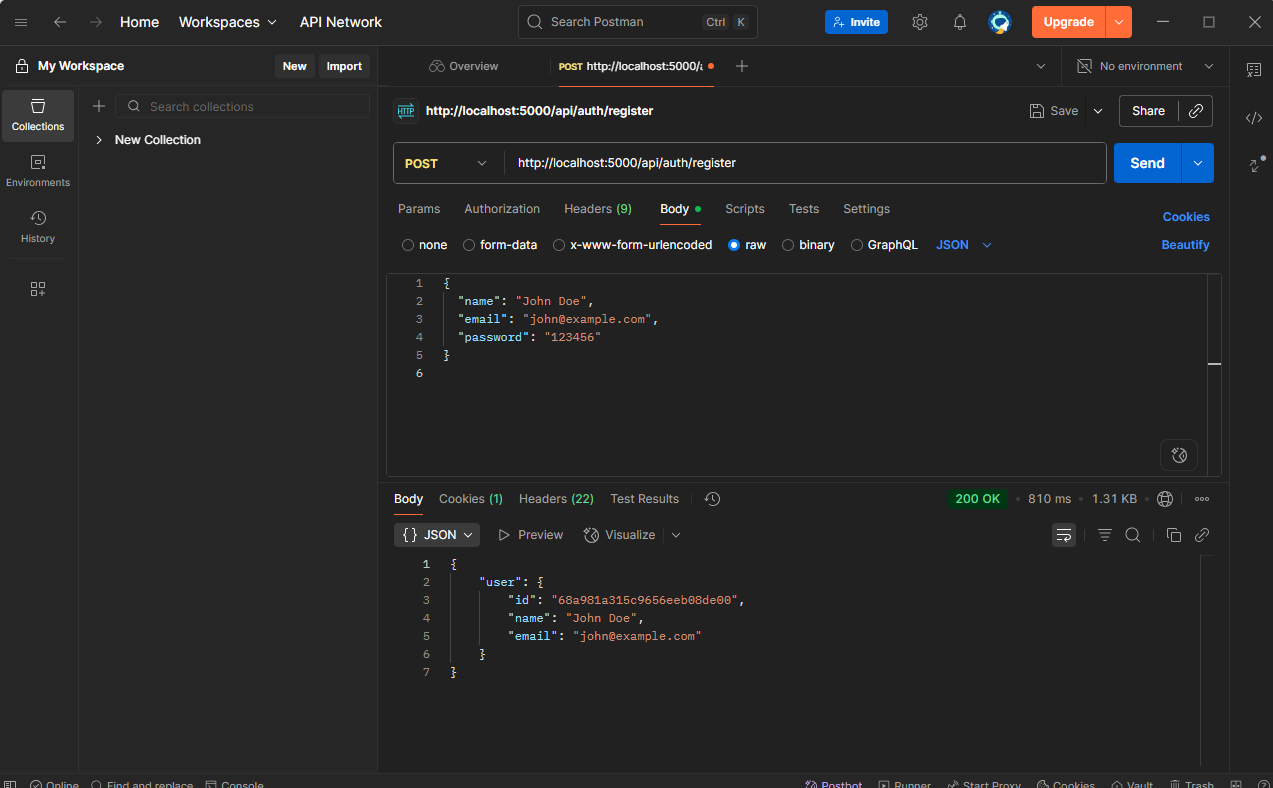 Home Workspaces API Network Search Postman Ctrl K Invite Upgrade
My Workspace New Import Overview POST http://localhost:5000/a No environment
Collections
Environments
History
Search collections
New Collection
HTTP http://localhost:5000/api/auth/register Save Share
POST http://localhost:5000/api/auth/register Send
Params Authorization Headers (9) Body Scripts Tests Settings Cookies
none form-data x-www-form-urlencoded raw binary GraphQL JSON Beautify
1 {
2 "name": "John Doe",
3 "email": "john@example.com",
4 "password": "123456"
5 }
6
Body Cookies (1) Headers (22) Test Results 200 OK • 810 ms • 1.31 KB •
{} JSON Preview Visualize
1 {
2 "user": {
3 "id": "68a981a315c9656eeb08de00",
4 "name": "John Doe",
5 "email": "john@example.com"
6 }
7 }
Online Find and replace Console Postbot Runner Start Proxy Cookies Vault Trash